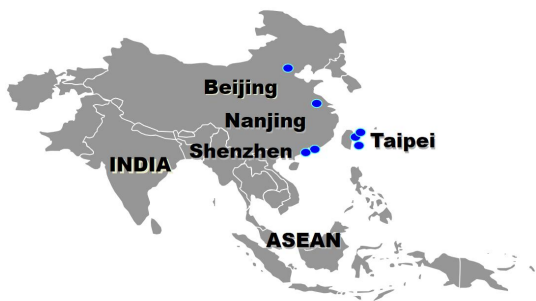 Beijing
Nanjing
Taipei
Shenzhen
INDIA
ASEAN